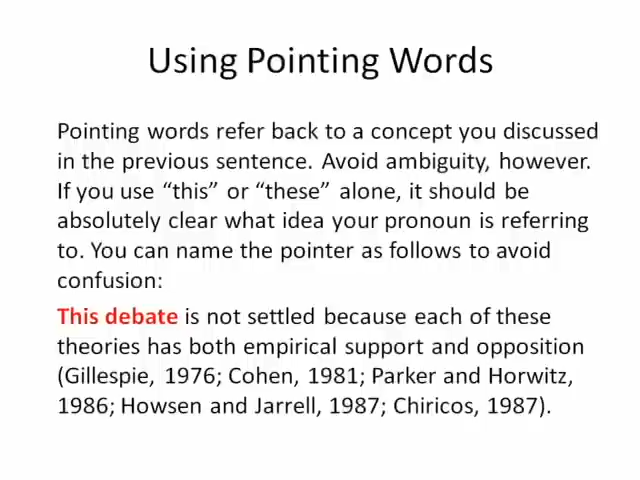 Using Pointing Words
Pointing words refer back to a concept you discussed
in the previous sentence. Avoid ambiguity, however.
If you use “this” or “these” alone, it should be
absolutely clear what idea your pronoun is referring
to. You can name the pointer as follows to avoid
confusion:
This debate is not settled because each of these
theories has both empirical support and opposition
(Gillespie, 1976; Cohen, 1981; Parker and Horwitz,
1986; Howsen and Jarrell, 1987; Chiricos, 1987).